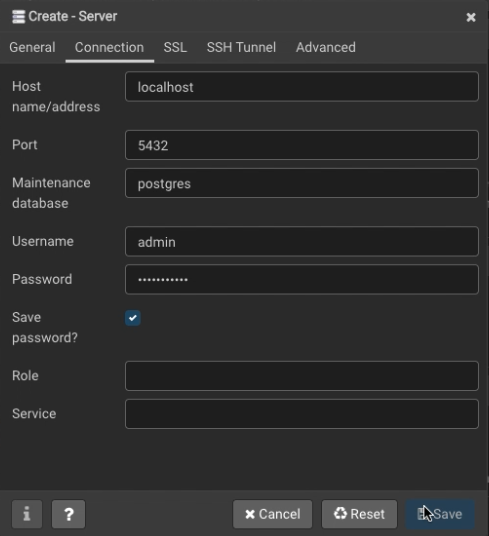 Create - Server
General Connection SSL SSH Tunnel Advanced
Host name/address localhost
Port 5432
Maintenance database postgres
Username admin
Password •••••••••••
Save password?
Role
Service
i ? Cancel Reset Save